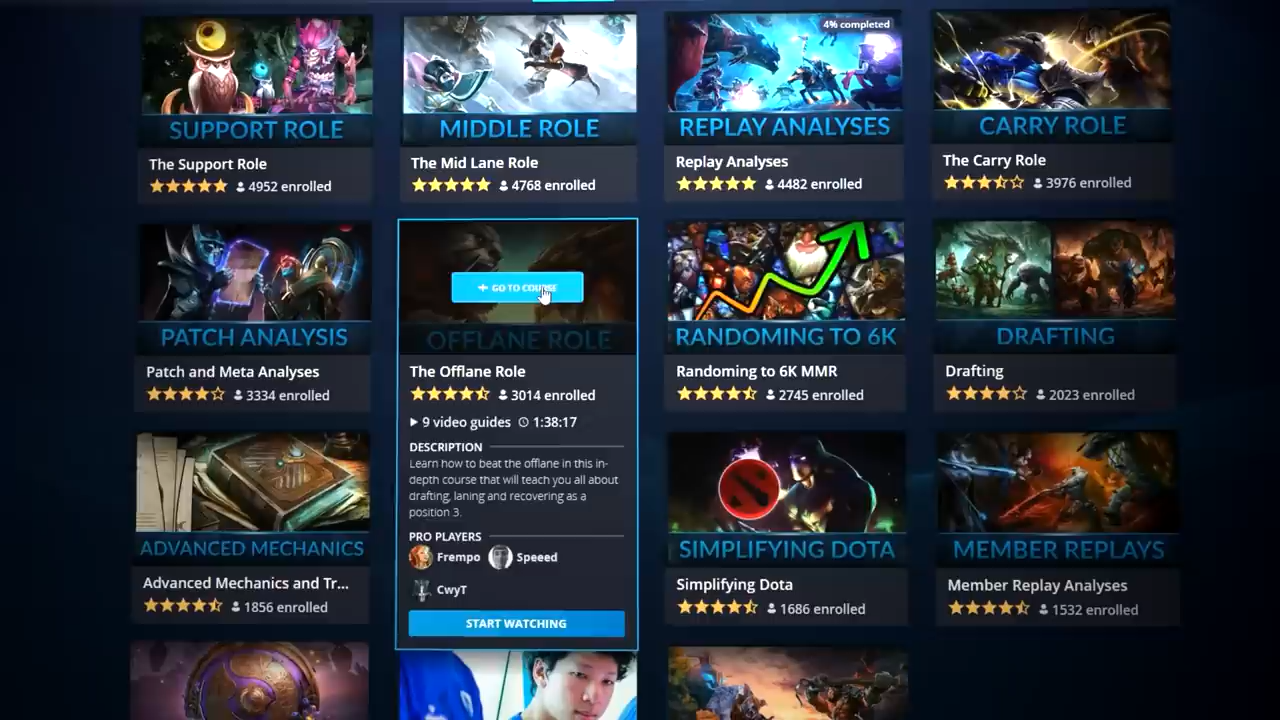 4% completed
SUPPORT ROLE
The Support Role
4952 enrolled
MIDDLE ROLE
The Mid Lane Role
4768 enrolled
REPLAY ANALYSES
Replay Analyses
4482 enrolled
CARRY ROLE
The Carry Role
3976 enrolled
PATCH ANALYSIS
Patch and Meta Analyses
3334 enrolled
GO TO COURSE
OFFLANE ROLE
The Offlane Role
3014 enrolled
9 video guides 1:38:17
DESCRIPTION
Learn how to beat the offlane in this in-
depth course that will teach you all about
drafting, laning and recovering as a
position 3.
PRO PLAYERS
Frempo Speeed
CwyT
START WATCHING
RANDOMING TO 6K
Randoming to 6K MMR
2745 enrolled
DRAFTING
Drafting
2023 enrolled
ADVANCED MECHANICS
Advanced Mechanics and Tr...
1856 enrolled
SIMPLIFYING DOTA
Simplifying Dota
1686 enrolled
MEMBER REPLAYS
Member Replay Analyses
1532 enrolled